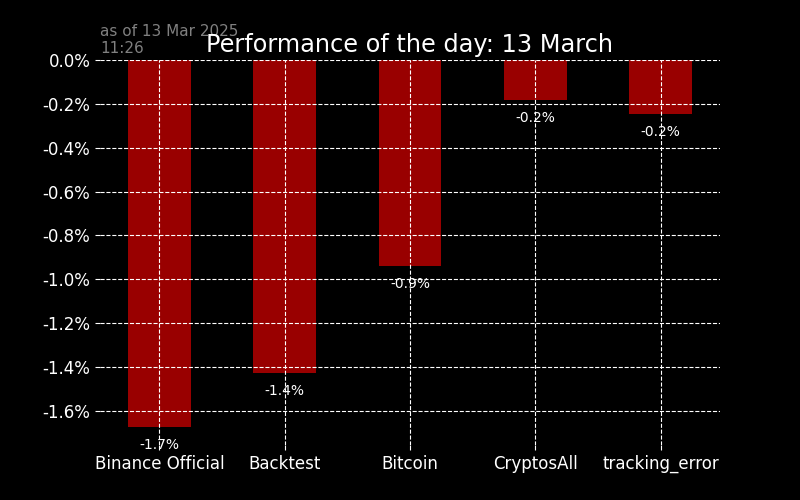 as of 13 Mar 2025
11:26
Performance of the day: 13 March
0.0%
-0.2%
-0.4%
-0.6%
-0.8%
-1.0%
-1.2%
-1.4%
-1.6%
-1.7%
-1.4%
-0.9%
-0.2%
-0.2%
Binance Official
Backtest
Bitcoin
CryptosAll
tracking_error